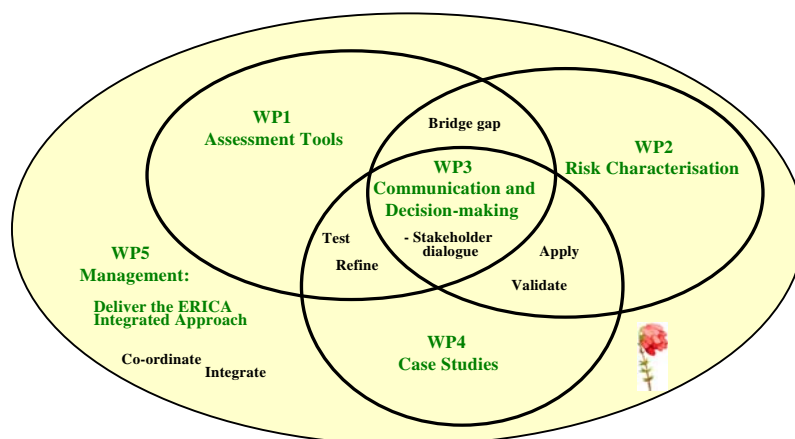 WP1
Assessment Tools
Bridge gap
WP2
Risk Characterisation
WP3
Communication and
Decision-making
- Stakeholder
dialogue
Test
Refine
Apply
Validate
WP5
Management:
Deliver the ERICA
Integrated Approach
Co-ordinate
Integrate
WP4
Case Studies